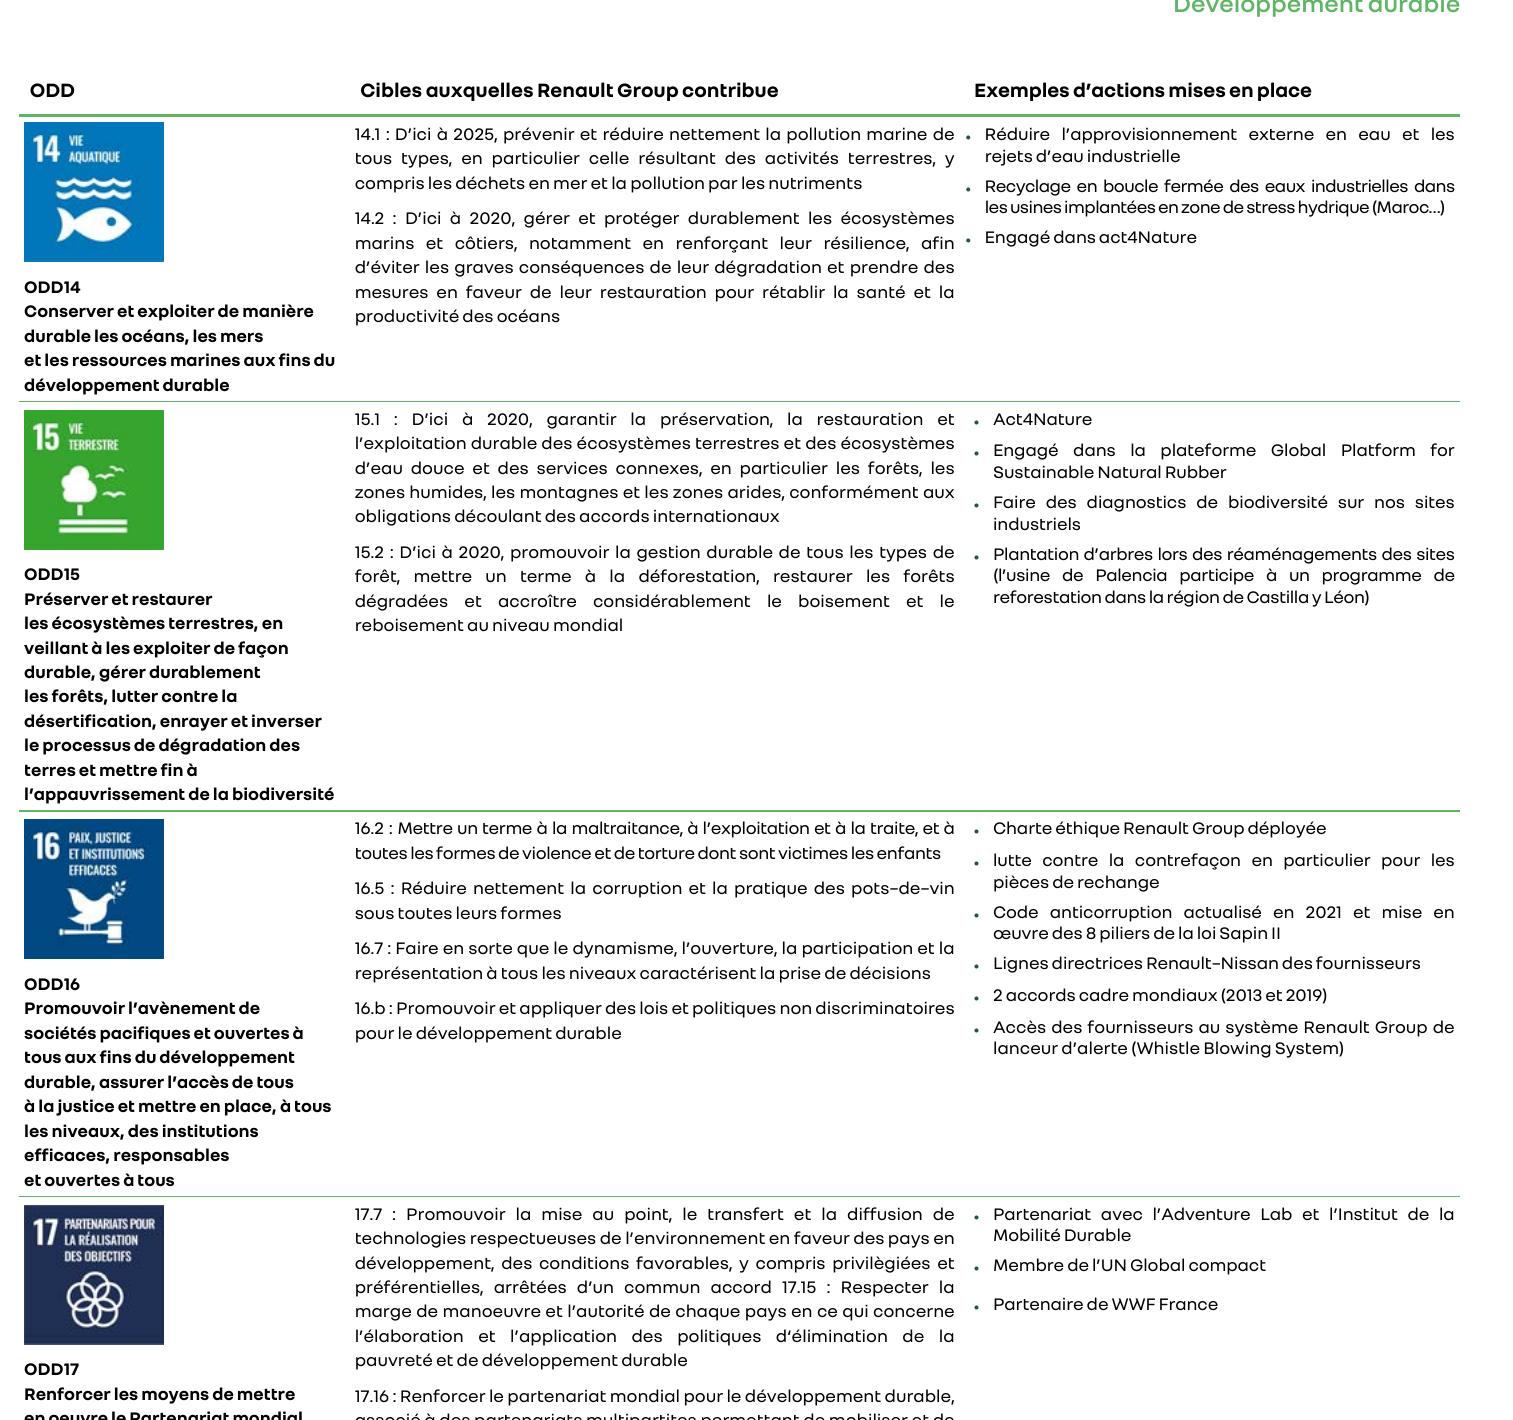 Développement durable
ODD
Cibles auxquelles Renault Group contribue
Exemples d’actions mises en place
14 VIE
AQUATIQUE
ODD14
Conserver et exploiter de manière
durable les océans, les mers
et les ressources marines aux fins du
développement durable
14.1 : D’ici à 2025, prévenir et réduire nettement la pollution marine de
tous types, en particulier celle résultant des activités terrestres, y
compris les déchets en mer et la pollution par les nutriments
14.2 : D’ici à 2020, gérer et protéger durablement les écosystèmes
marins et côtiers, notamment en renforçant leur résilience, afin
d’éviter les graves conséquences de leur dégradation et prendre des
mesures en faveur de leur restauration pour rétablir la santé et la
productivité des océans
• Réduire l’approvisionnement externe en eau et les
rejets d’eau industrielle
• Recyclage en boucle fermée des eaux industrielles dans
les usines implantées en zone de stress hydrique (Maroc...)
• Engagé dans act4Nature
15 VIE
TERRESTRE
ODD15
Préserver et restaurer
les écosystèmes terrestres, en
veillant à les exploiter de façon
durable, gérer durablement
les forêts, lutter contre la
désertification, enrayer et inverser
le processus de dégradation des
terres et mettre fin à
l’appauvrissement de la biodiversité
15.1 : D’ici à 2020, garantir la préservation, la restauration et
l’exploitation durable des écosystèmes terrestres et des écosystèmes
d’eau douce et des services connexes, en particulier les forêts, les
zones humides, les montagnes et les zones arides, conformément aux
obligations découlant des accords internationaux
15.2 : D’ici à 2020, promouvoir la gestion durable de tous les types de
forêt, mettre un terme à la déforestation, restaurer les forêts
dégradées et accroître considérablement le boisement et le
reboisement au niveau mondial
• Act4Nature
• Engagé dans la plateforme Global Platform for
Sustainable Natural Rubber
• Faire des diagnostics de biodiversité sur nos sites
industriels
• Plantation d’arbres lors des réaménagements des sites
(l’usine de Palencia participe à un programme de
reforestation dans la région de Castilla y Léon)
16 PAIX, JUSTICE
ET INSTITUTIONS
EFFICACES
ODD16
Promouvoir l’avènement de
sociétés pacifiques et ouvertes à
tous aux fins du développement
durable, assurer l’accès de tous
à la justice et mettre en place, à tous
les niveaux, des institutions
efficaces, responsables
et ouvertes à tous
16.2 : Mettre un terme à la maltraitance, à l’exploitation et à la traite, et à
toutes les formes de violence et de torture dont sont victimes les enfants
16.5 : Réduire nettement la corruption et la pratique des pots-de-vin
sous toutes leurs formes
16.7 : Faire en sorte que le dynamisme, l’ouverture, la participation et la
représentation à tous les niveaux caractérisent la prise de décisions
16.b : Promouvoir et appliquer des lois et politiques non discriminatoires
pour le développement durable
• Charte éthique Renault Group déployée
• lutte contre la contrefaçon en particulier pour les
pièces de rechange
• Code anticorruption actualisé en 2021 et mise en
œuvre des 8 piliers de la loi Sapin II
• Lignes directrices Renault-Nissan des fournisseurs
• 2 accords cadre mondiaux (2013 et 2019)
• Accès des fournisseurs au système Renault Group de
lanceur d’alerte (Whistle Blowing System)
17 PARTENARIATS POUR
LA RÉALISATION
DES OBJECTIFS
ODD17
Renforcer les moyens de mettre
en oeuvre le Partenariat mondial
17.7 : Promouvoir la mise au point, le transfert et la diffusion de
technologies respectueuses de l’environnement en faveur des pays en
développement, des conditions favorables, y compris privilègiées et
préférentielles, arrêtées d’un commun accord 17.15 : Respecter la
marge de manoeuvre et l’autorité de chaque pays en ce qui concerne
l’élaboration et l’application des politiques d‘élimination de la
pauvreté et de développement durable
17.16 : Renforcer le partenariat mondial pour le développement durable,
associé à des partenariats multipartites permettant de mobiliser et de
• Partenariat avec l’Adventure Lab et l’Institut de la
Mobilité Durable
• Membre de l’UN Global compact
• Partenaire de WWF France